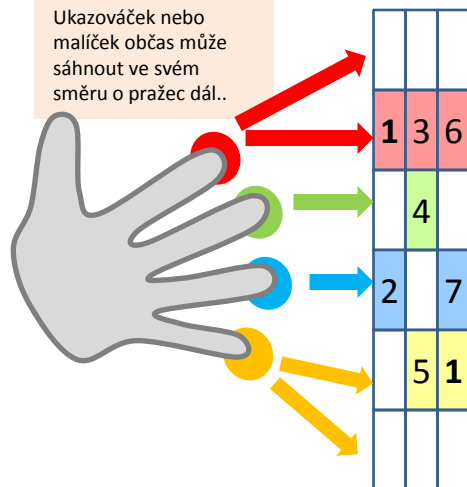 Ukazováček nebo
malíček občas může
sáhnout ve svém
směru o pražec dál..
1 3 6
4
2 7
5 1